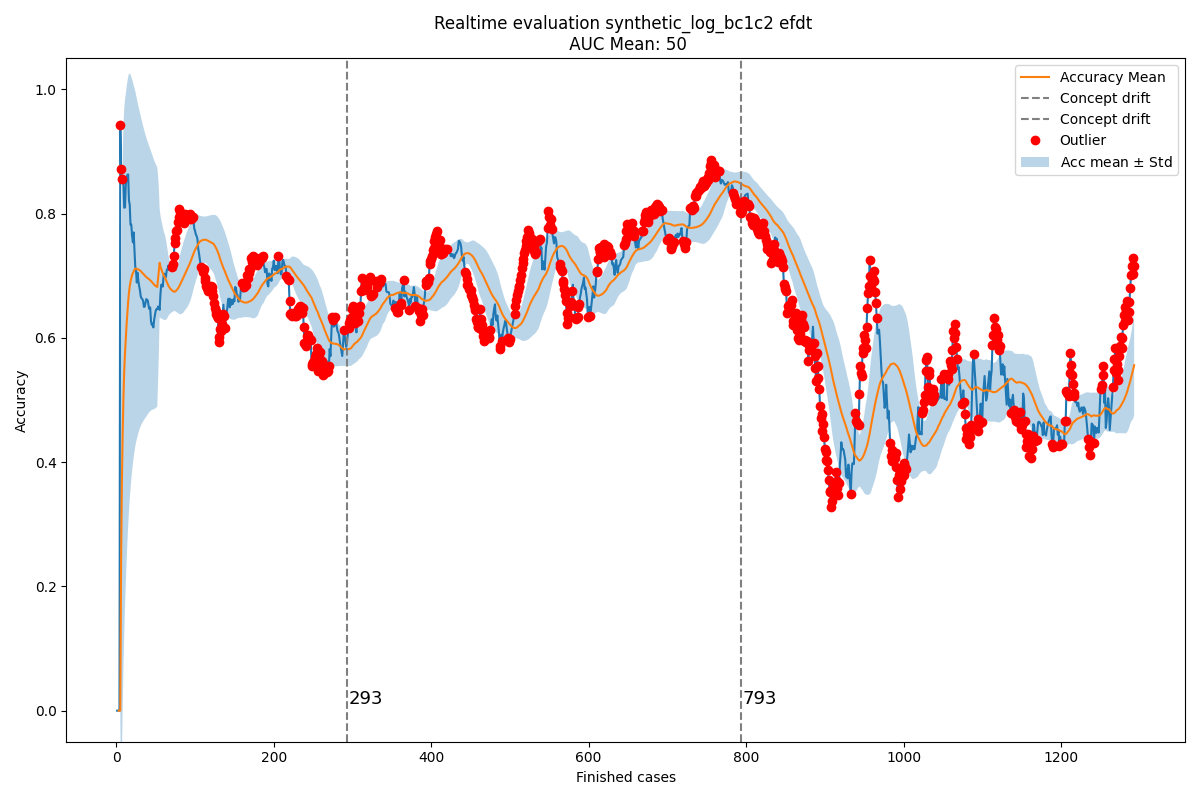 Realtime evaluation synthetic_log_bc1c2 efdt
AUC Mean: 50
Accuracy Mean
Concept drift
Concept drift
Outlier
Acc mean ± Std
1.0
0.8
0.6
0.4
0.2
0.0
Accuracy
293
793
0
200
400
600
800
1000
1200
Finished cases